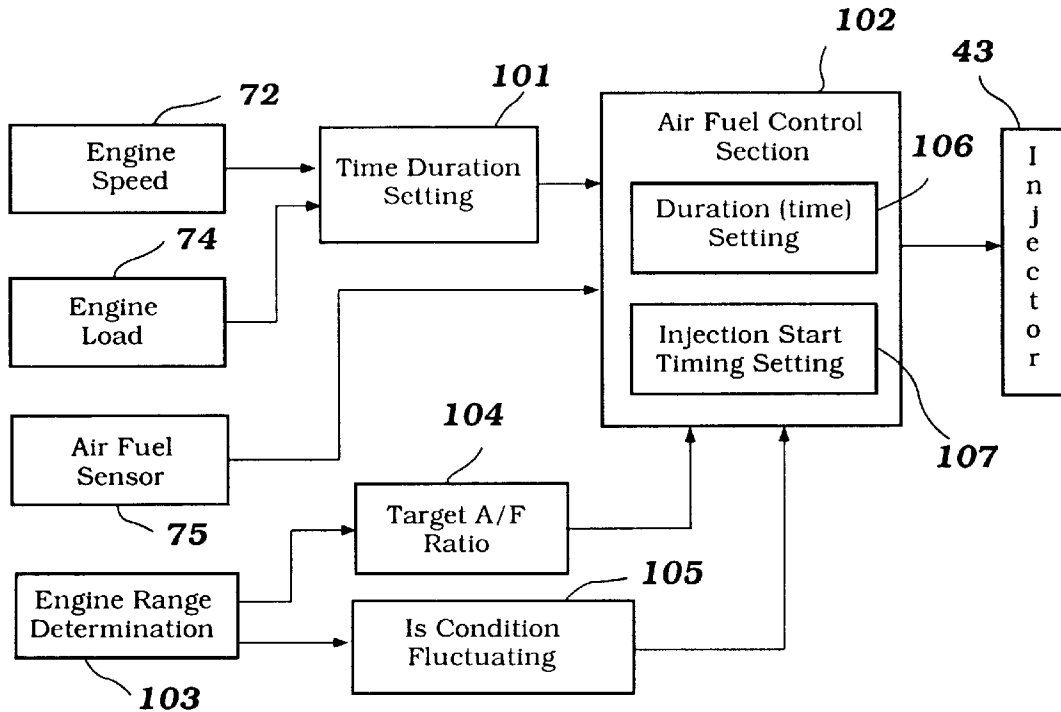 102
43
101
72
Engine
Speed
Time Duration
Setting
Air Fuel Control
Section
106
Duration (time)
Setting
Injector
74
Engine
Load
Injection Start
Timing Setting
107
Air Fuel
Sensor
75
104
Target A/F
Ratio
105
Engine Range
Determination
103
Is Condition
Fluctuating